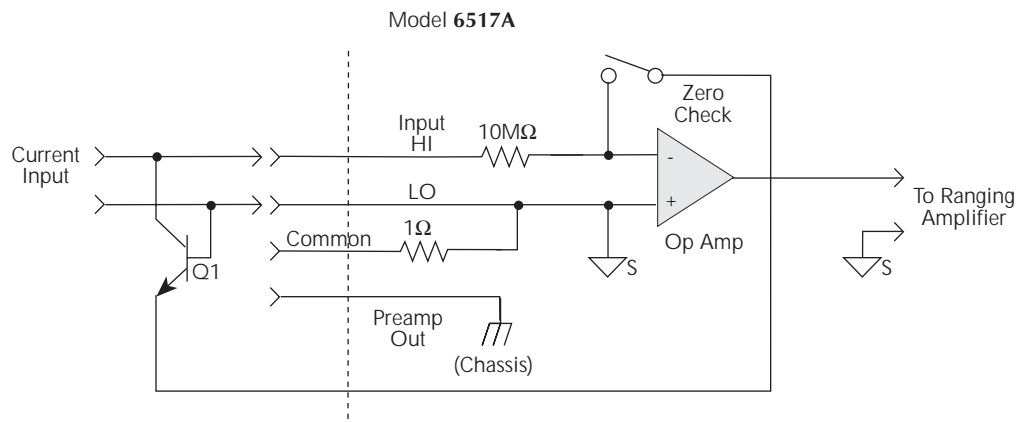 Model 6517A
Zero
Check
Input
HI
10MΩ
Current
Input
-
LO
+
To Ranging
Amplifier
1Ω
Common
Op Amp
S
S
Q1
Preamp
Out
(Chassis)